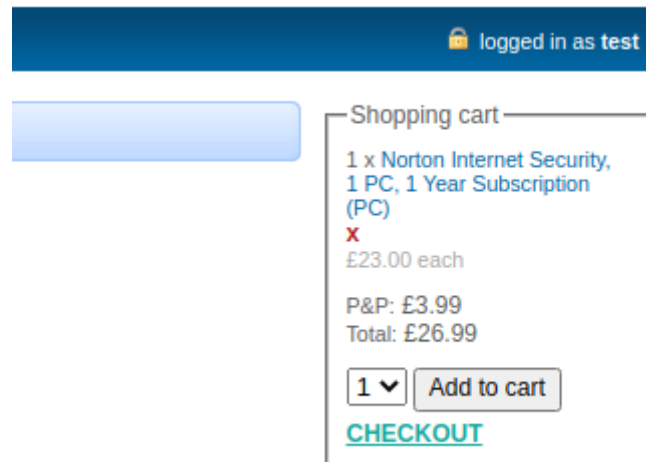 logged in as test
Shopping cart
1 x Norton Internet Security,
1 PC, 1 Year Subscription
(PC)
x
£23.00 each
P&P: £3.99
Total: £26.99
1 Add to cart
CHECKOUT